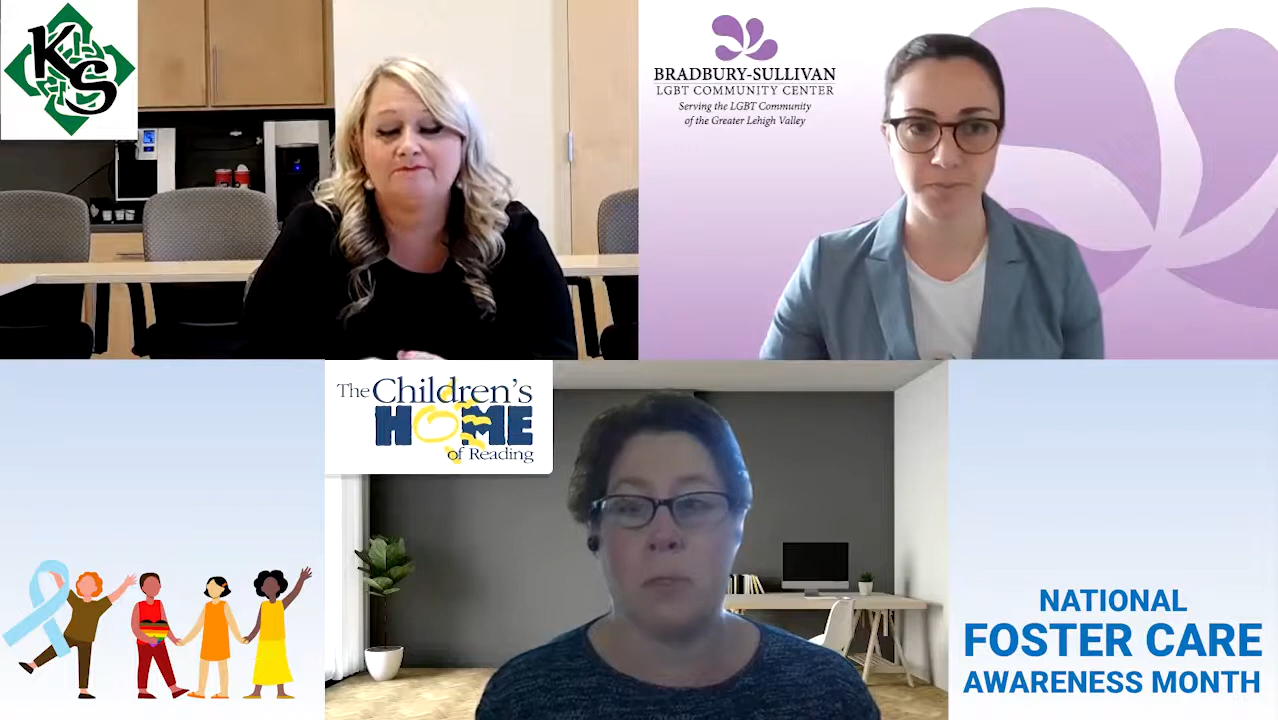 KS
BRADBURY-SULLIVAN
LGBT COMMUNITY CENTER
Serving the LGBT Community
of the Greater Lehigh Valley
The Children's
HOME
of Reading
NATIONAL
FOSTER CARE
AWARENESS MONTH